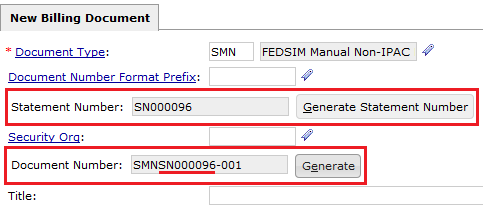 New Billing Document
* Document Type: SMN FEDSIM Manual Non-IPAC
Document Number Format Prefix:
Statement Number: SN000096 Generate Statement Number
Security Org:
Document Number: SMNSN000096-001 Generate
Title: